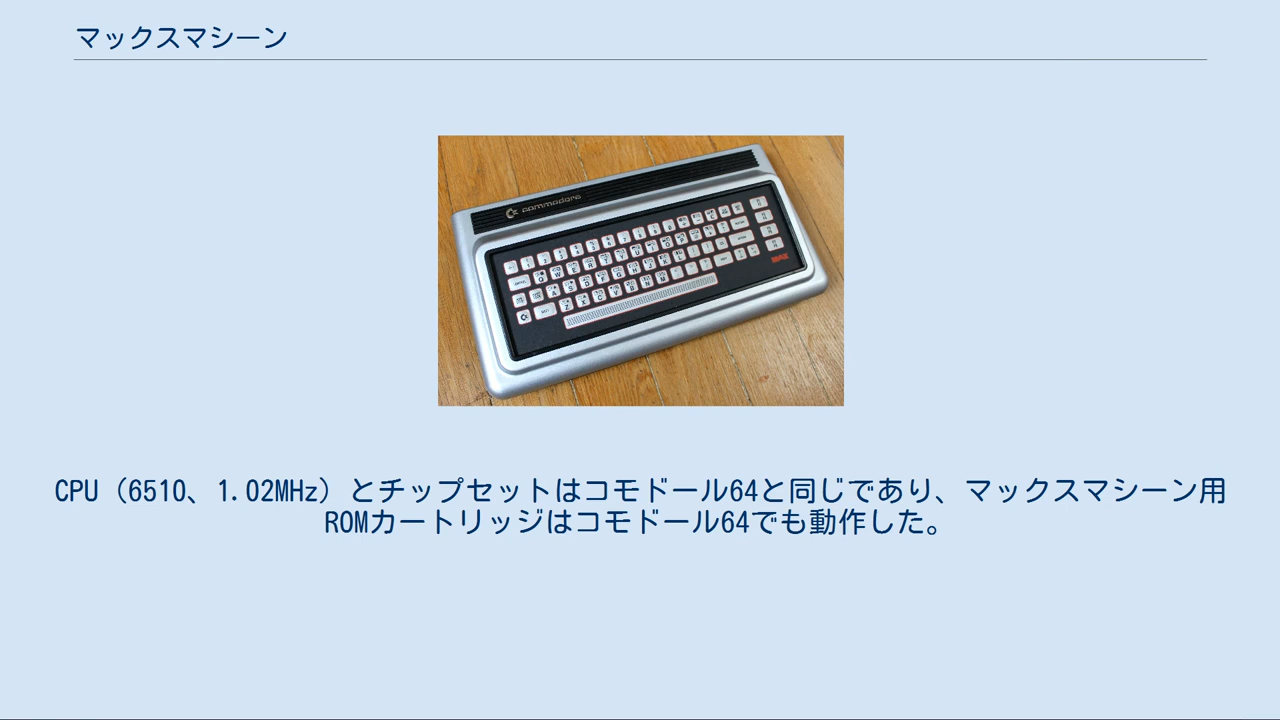 マックスマシーン
commodore
MAX
CPU（6510、1.02MHz）とチップセットはコモドール64と同じであり、マックスマシーン用
ROMカートリッジはコモドール64でも動作した。